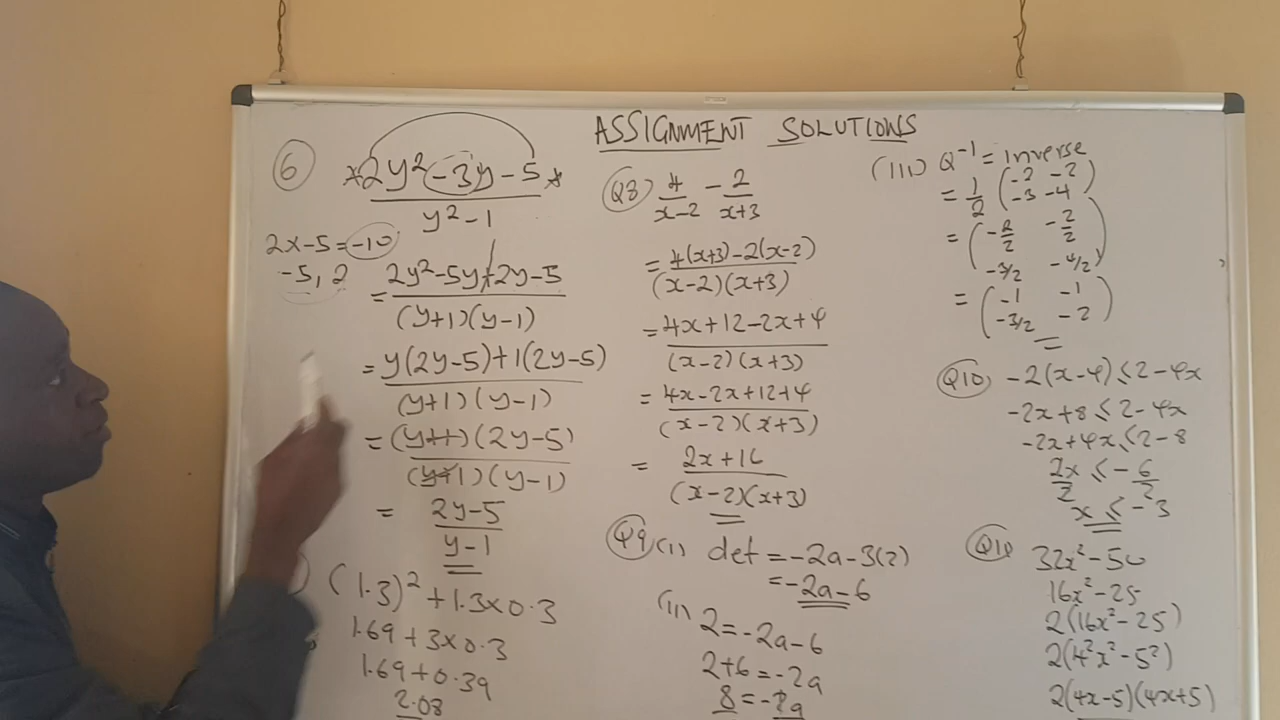 ASSIGNMENT SOLUTIONS
6
*2y²-3y-5*
y²-1
2x-5=-10
-5, 2
= 2y²-5y+2y-5
(y+1)(y-1)
= y(2y-5)+1(2y-5)
(y+1)(y-1)
= (y+1)(2y-5)
(y+1)(y-1)
= 2y-5
y-1
(1.3)²+1.3x0.3
1.69+3x0.3
1.69+0.39
2.08
Q8) 4/x-2 - 2/x+3
= 4(x+3)-2(x-2)
(x-2)(x+3)
= 4x+12-2x+4
(x-2)(x+3)
= 4x-2x+12+4
(x-2)(x+3)
= 2x+16
(x-2)(x+3)
Q9 (i) det = -2a-3(2)
= -2a-6
(ii) 2=-2a-6
2+6=-2a
8=-2a
(iii) Q⁻¹ = inverse
= 1/2 (-2 -2
-3 -4)
= (-2/2 -2/2
-3/2 -4/2)
= (-1 -1
-3/2 -2)
Q10) -2(x-4)≤2-4x
-2x+8≤2-4x
-2x+4x≤2-8
2x/2 ≤ -6/2
x ≤ -3
32x²-50
16x²-25
2(16x²-25)
2(4²x²-5²)
2(4x-5)(4x+5)